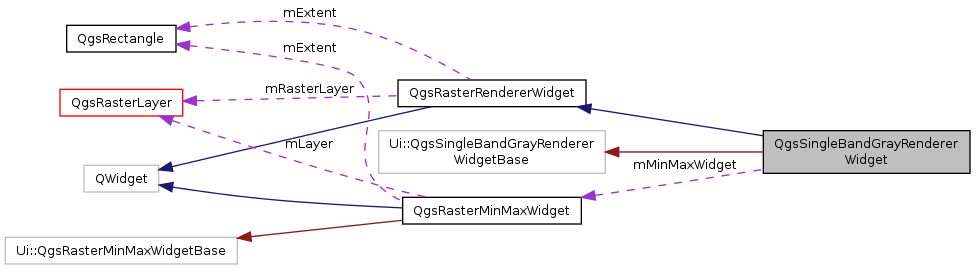 mExtent
QgsRectangle
mExtent
mRasterLayer
QgsRasterRendererWidget
QgsRasterLayer
Ui::QgsSingleBandGrayRenderer
WidgetBase
QgsSingleBandGrayRenderer
Widget
mLayer
mMinMaxWidget
QWidget
QgsRasterMinMaxWidget
Ui::QgsRasterMinMaxWidgetBase